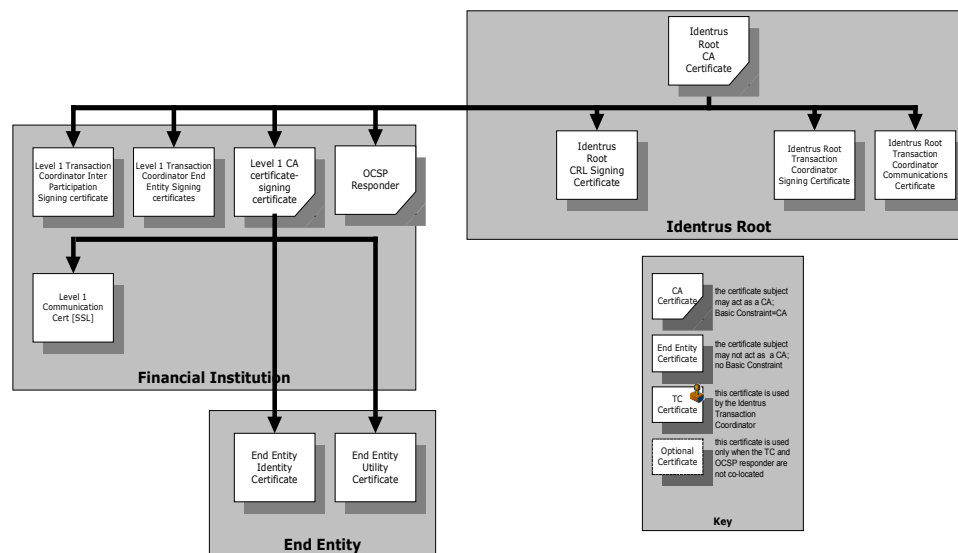 Identrus
Root
CA
Certificate
Level 1 Transaction
Coordinator Inter
Participation
Signing certificate
Level 1 Transaction
Coordinator End
Entity Signing
certificates
Level 1 CA
certificate-
signing
certificate
OCSP
Responder
Identrus
Root
CRL Signing
Certificate
Identrus Root
Transaction
Coordinator
Signing Certificate
Identrus Root
Transaction
Coordinator
Communications
Certificate
Identrus Root
Level 1
Communication
Cert [SSL]
Financial Institution
End Entity
Identity
Certificate
End Entity
Utility
Certificate
End Entity
CA
Certificate
the certificate subject
may act as a CA;
Basic Constraint=CA
End Entity
Certificate
the certificate subject
may not act as a CA;
no Basic Constraint
TC
Certificate
this certificate is used
by the Identrus
Transaction
Coordinator
Optional
Certificate
this certificate is used
only when the TC and
OCSP responder are
not co-located
Key